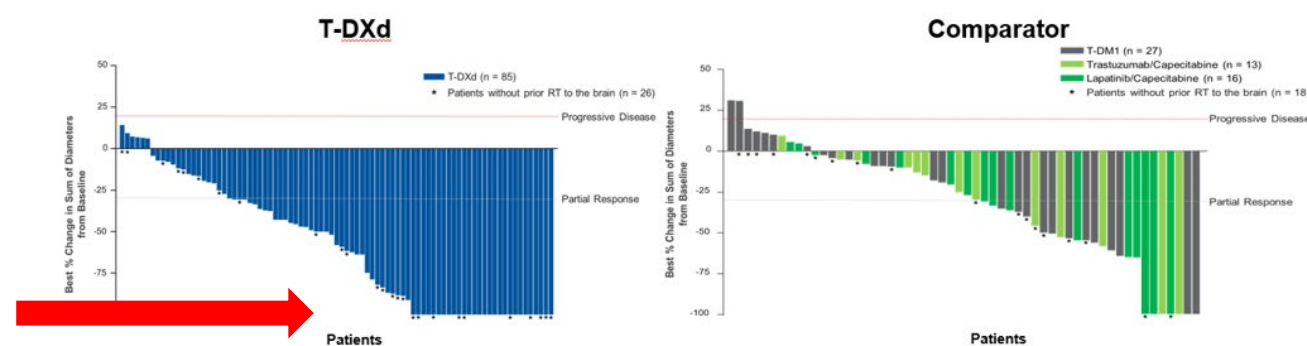 T-DXd
50
25
0
-25
-50
-75
Best % Change in Sum of Diameters
from Baseline
T-DXd (n = 85)
* Patients without prior RT to the brain (n = 26)
Progressive Disease
Partial Response
Patients
Comparator
50
25
0
-25
-50
-75
-100
Best % Change in Sum of Diameters
from Baseline
T-DM1 (n = 27)
Trastuzumab/Capecitabine (n = 13)
Lapatinib/Capecitabine (n = 16)
* Patients without prior RT to the brain (n = 18
Progressive Disease
Partial Response
Patients